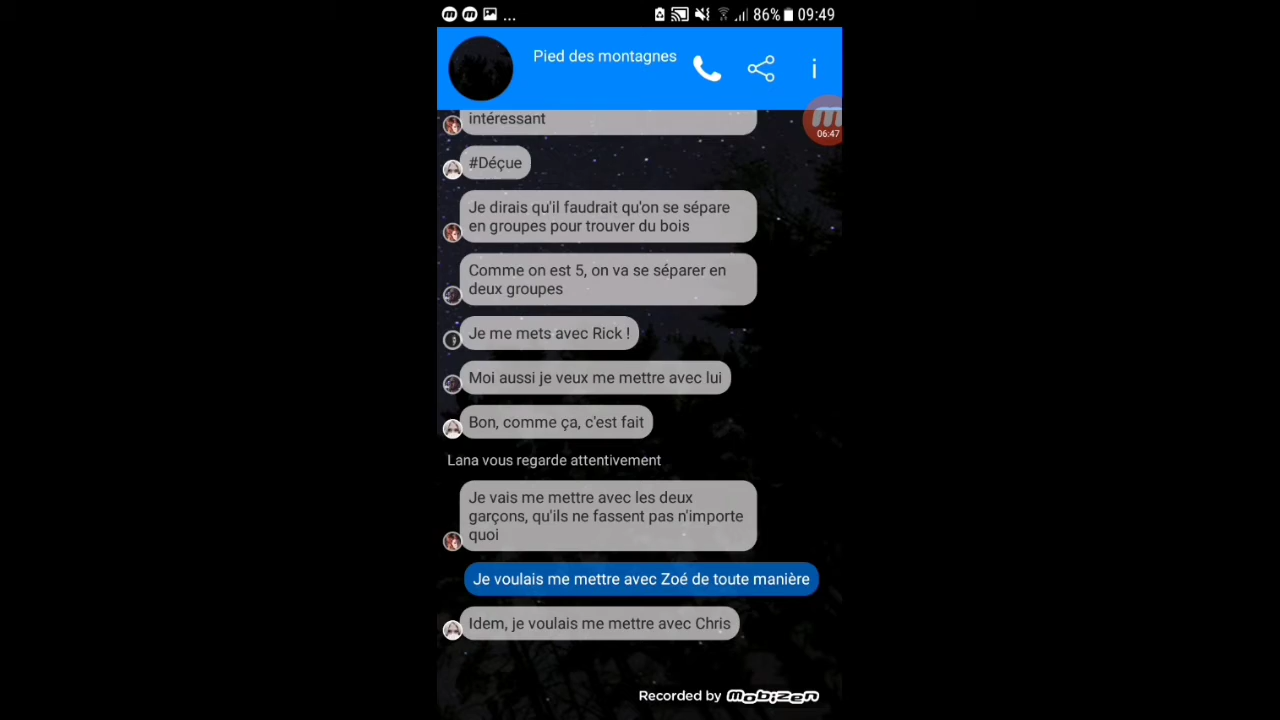 ... 86% 09:49
Pied des montagnes
i
intéressant
06:47
#Déçue
Je dirais qu'il faudrait qu'on se sépare
en groupes pour trouver du bois
Comme on est 5, on va se séparer en
deux groupes
Je me mets avec Rick !
Moi aussi je veux me mettre avec lui
Bon, comme ça, c'est fait
Lana vous regarde attentivement
Je vais me mettre avec les deux
garçons, qu'ils ne fassent pas n'importe
quoi
Je voulais me mettre avec Zoé de toute manière
Idem, je voulais me mettre avec Chris
Recorded by mobizen